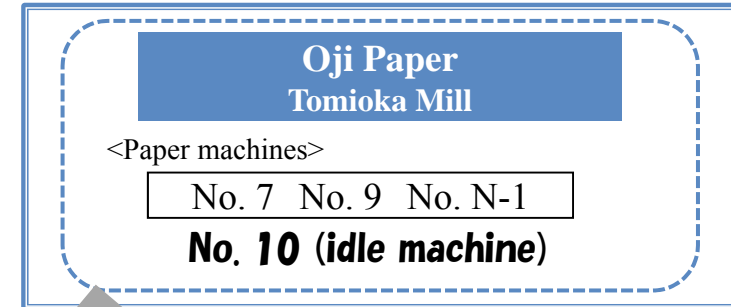 Oji Paper
Tomioka Mill
<Paper machines>
No. 7 No. 9 No. N-1
No. 10 (idle machine)